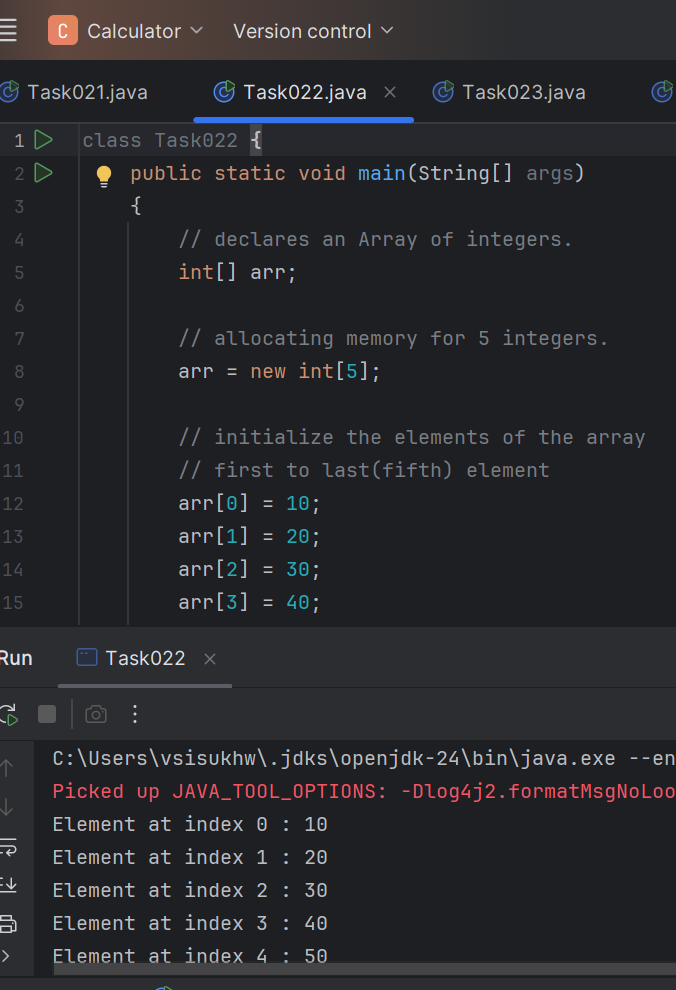 C Calculator Version control
Task021.java Task022.java Task023.java
1 class Task022 {
2 public static void main(String[] args)
3 {
4 // declares an Array of integers.
5 int[] arr;
6
7 // allocating memory for 5 integers.
8 arr = new int[5];
9
10 // initialize the elements of the array
11 // first to last(fifth) element
12 arr[0] = 10;
13 arr[1] = 20;
14 arr[2] = 30;
15 arr[3] = 40;
Run Task022
C:\Users\vsisukhw\.jdks\openjdk-24\bin\java.exe --en
Picked up JAVA_TOOL_OPTIONS: -Dlog4j2.formatMsgNoLoo
Element at index 0 : 10
Element at index 1 : 20
Element at index 2 : 30
Element at index 3 : 40
Element at index 4 : 50